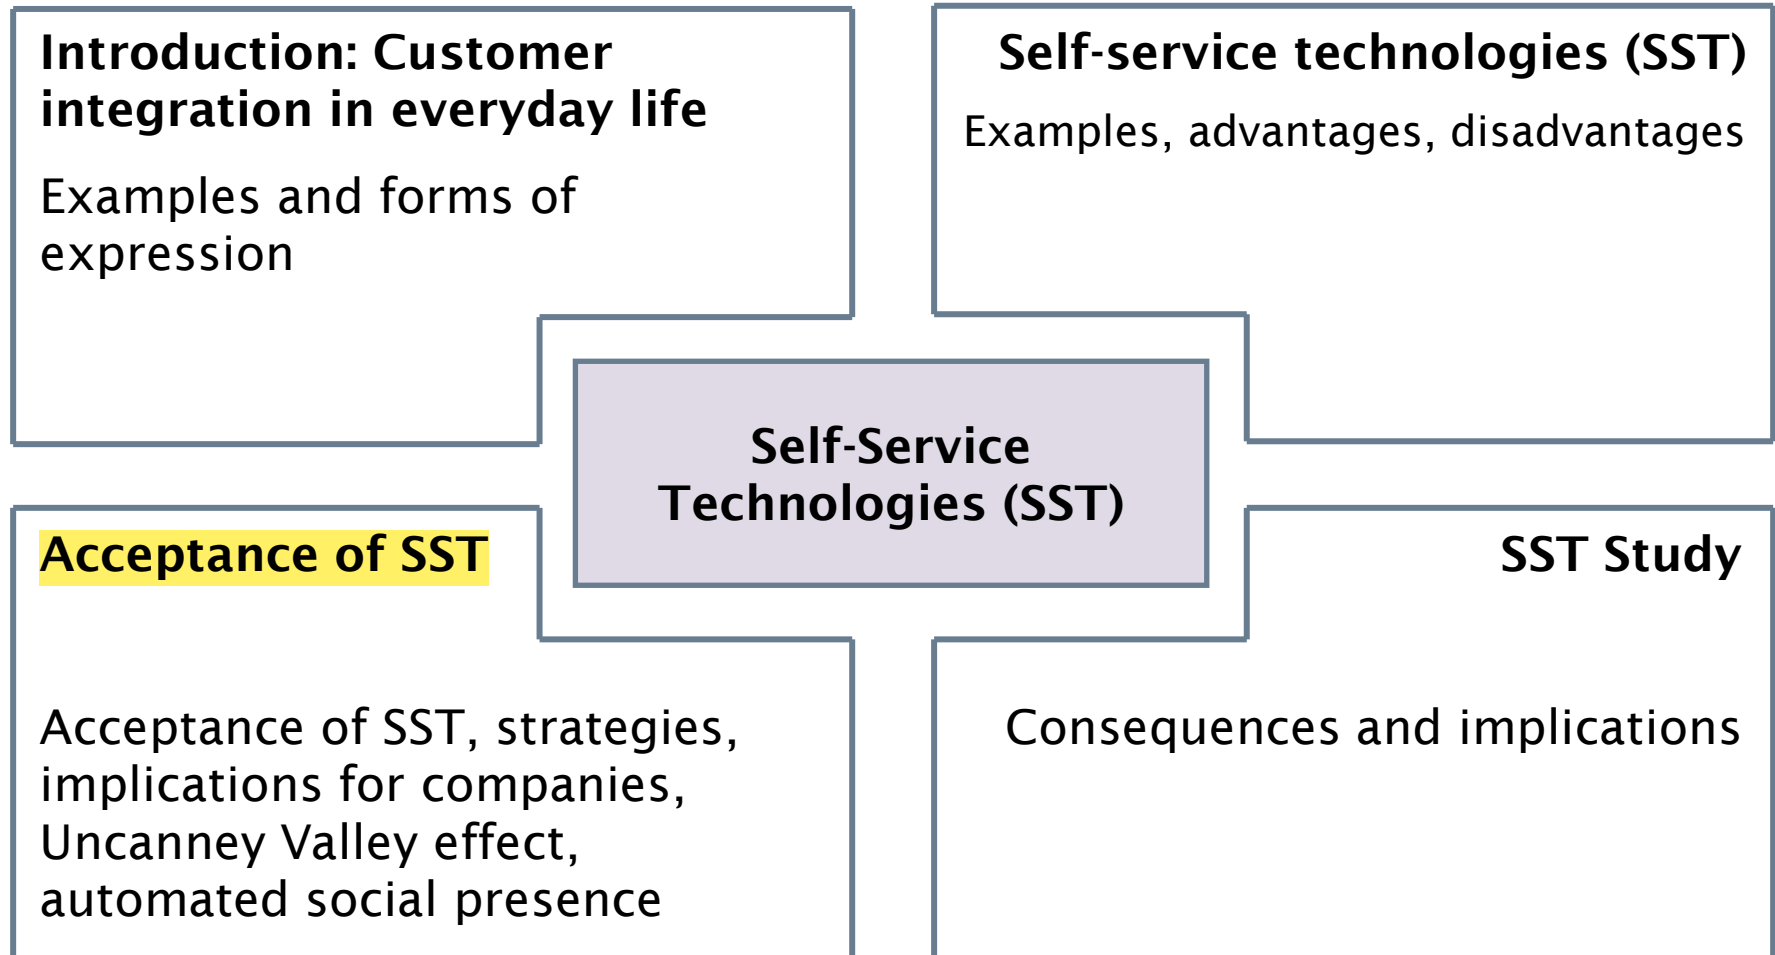 Introduction: Customer
integration in everyday life
Examples and forms of
expression
Self-service technologies (SST)
Examples, advantages, disadvantages
Self-Service
Technologies (SST)
Acceptance of SST
Acceptance of SST, strategies,
implications for companies,
Uncanney Valley effect,
automated social presence
SST Study
Consequences and implications